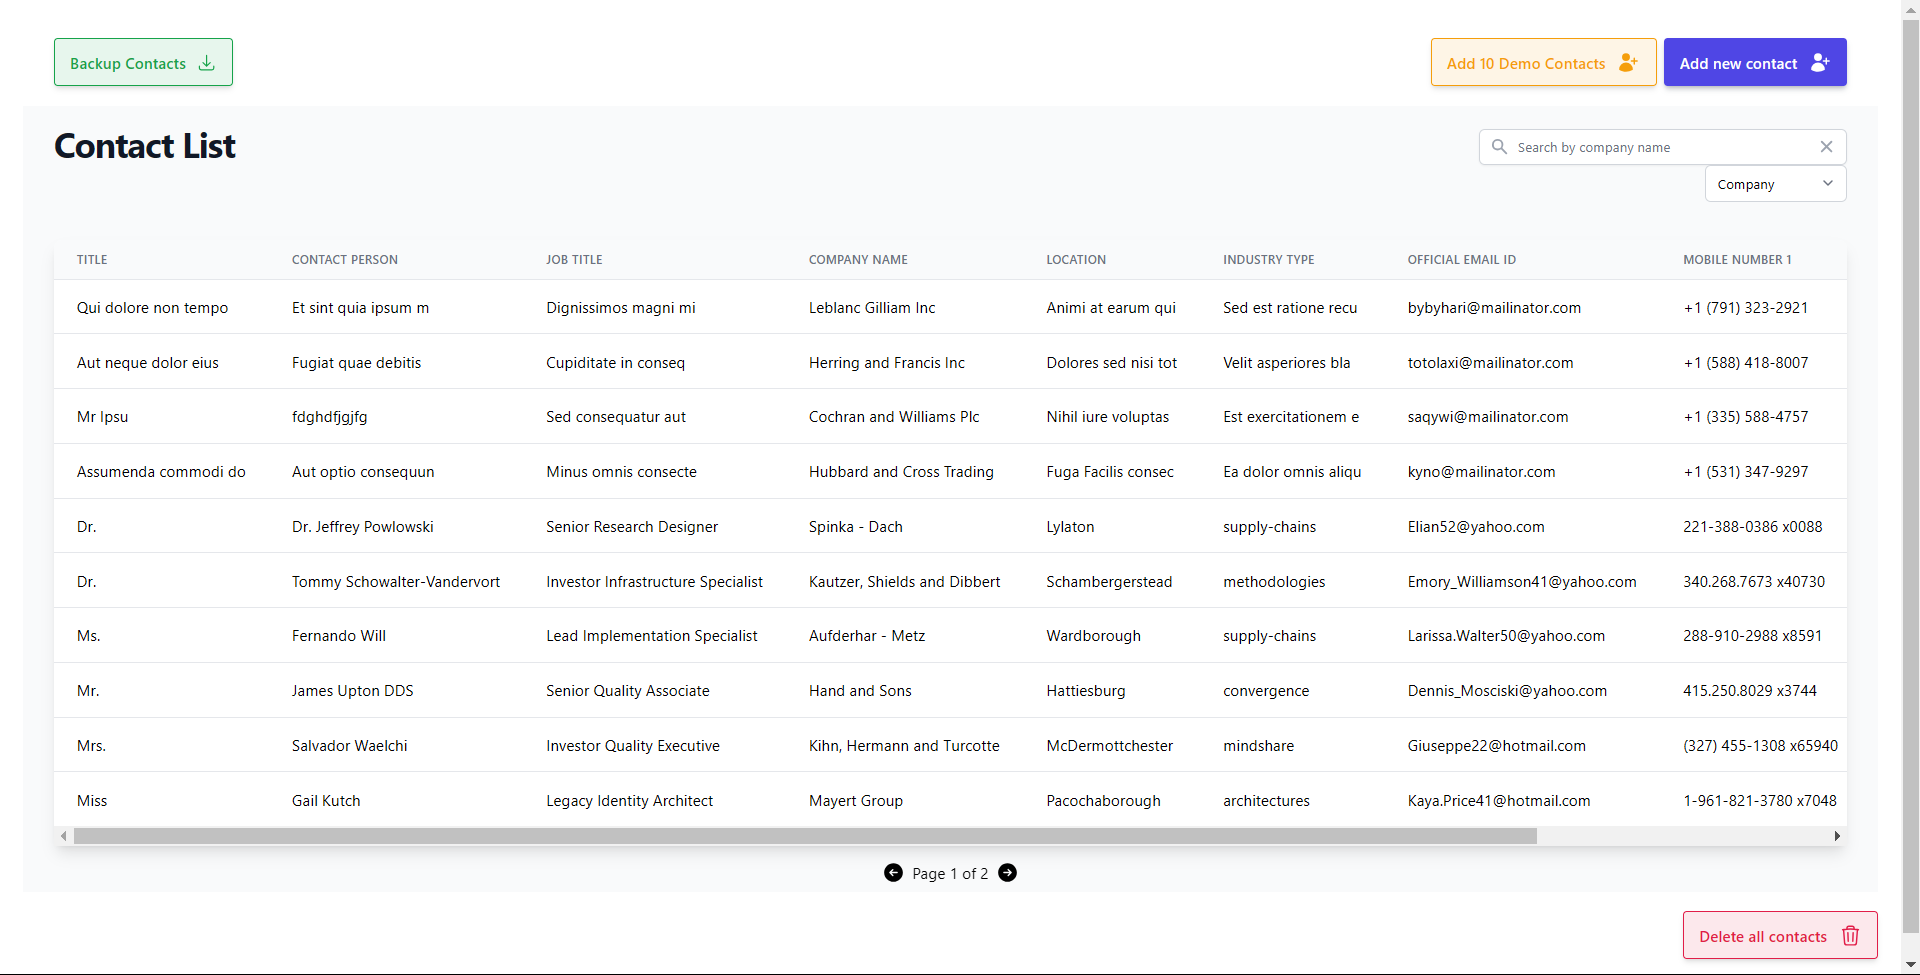 Backup Contacts
Add 10 Demo Contacts
Add new contact
Contact List
Search by company name
Company
TITLE CONTACT PERSON JOB TITLE COMPANY NAME LOCATION INDUSTRY TYPE OFFICIAL EMAIL ID MOBILE NUMBER 1
Qui dolore non tempo Et sint quia ipsum m Dignissimos magni mi Leblanc Gilliam Inc Animi at earum qui Sed est ratione recu bybyhari@mailinator.com +1 (791) 323-2921
Aut neque dolor eius Fugiat quae debitis Cupiditate in conseq Herring and Francis Inc Dolores sed nisi tot Velit asperiores bla totolaxi@mailinator.com +1 (588) 418-8007
Mr Ipsu fdghdfjgjfg Sed consequatur aut Cochran and Williams Plc Nihil iure voluptas Est exercitationem e saqywi@mailinator.com +1 (335) 588-4757
Assumenda commodi do Aut optio consequun Minus omnis consecte Hubbard and Cross Trading Fuga Facilis consec Ea dolor omnis aliqu kyno@mailinator.com +1 (531) 347-9297
Dr. Dr. Jeffrey Powlowski Senior Research Designer Spinka - Dach Lylaton supply-chains Elian52@yahoo.com 221-388-0386 x0088
Dr. Tommy Schowalter-Vandervort Investor Infrastructure Specialist Kautzer, Shields and Dibbert Schambergerstead methodologies Emory_Williamson41@yahoo.com 340.268.7673 x40730
Ms. Fernando Will Lead Implementation Specialist Aufderhar - Metz Wardborough supply-chains Larissa.Walter50@yahoo.com 288-910-2988 x8591
Mr. James Upton DDS Senior Quality Associate Hand and Sons Hattiesburg convergence Dennis_Mosciski@yahoo.com 415.250.8029 x3744
Mrs. Salvador Waelchi Investor Quality Executive Kihn, Hermann and Turcotte McDermottchester mindshare Giuseppe22@hotmail.com (327) 455-1308 x65940
Miss Gail Kutch Legacy Identity Architect Mayert Group Pacochaborough architectures Kaya.Price41@hotmail.com 1-961-821-3780 x7048
Page 1 of 2
Delete all contacts